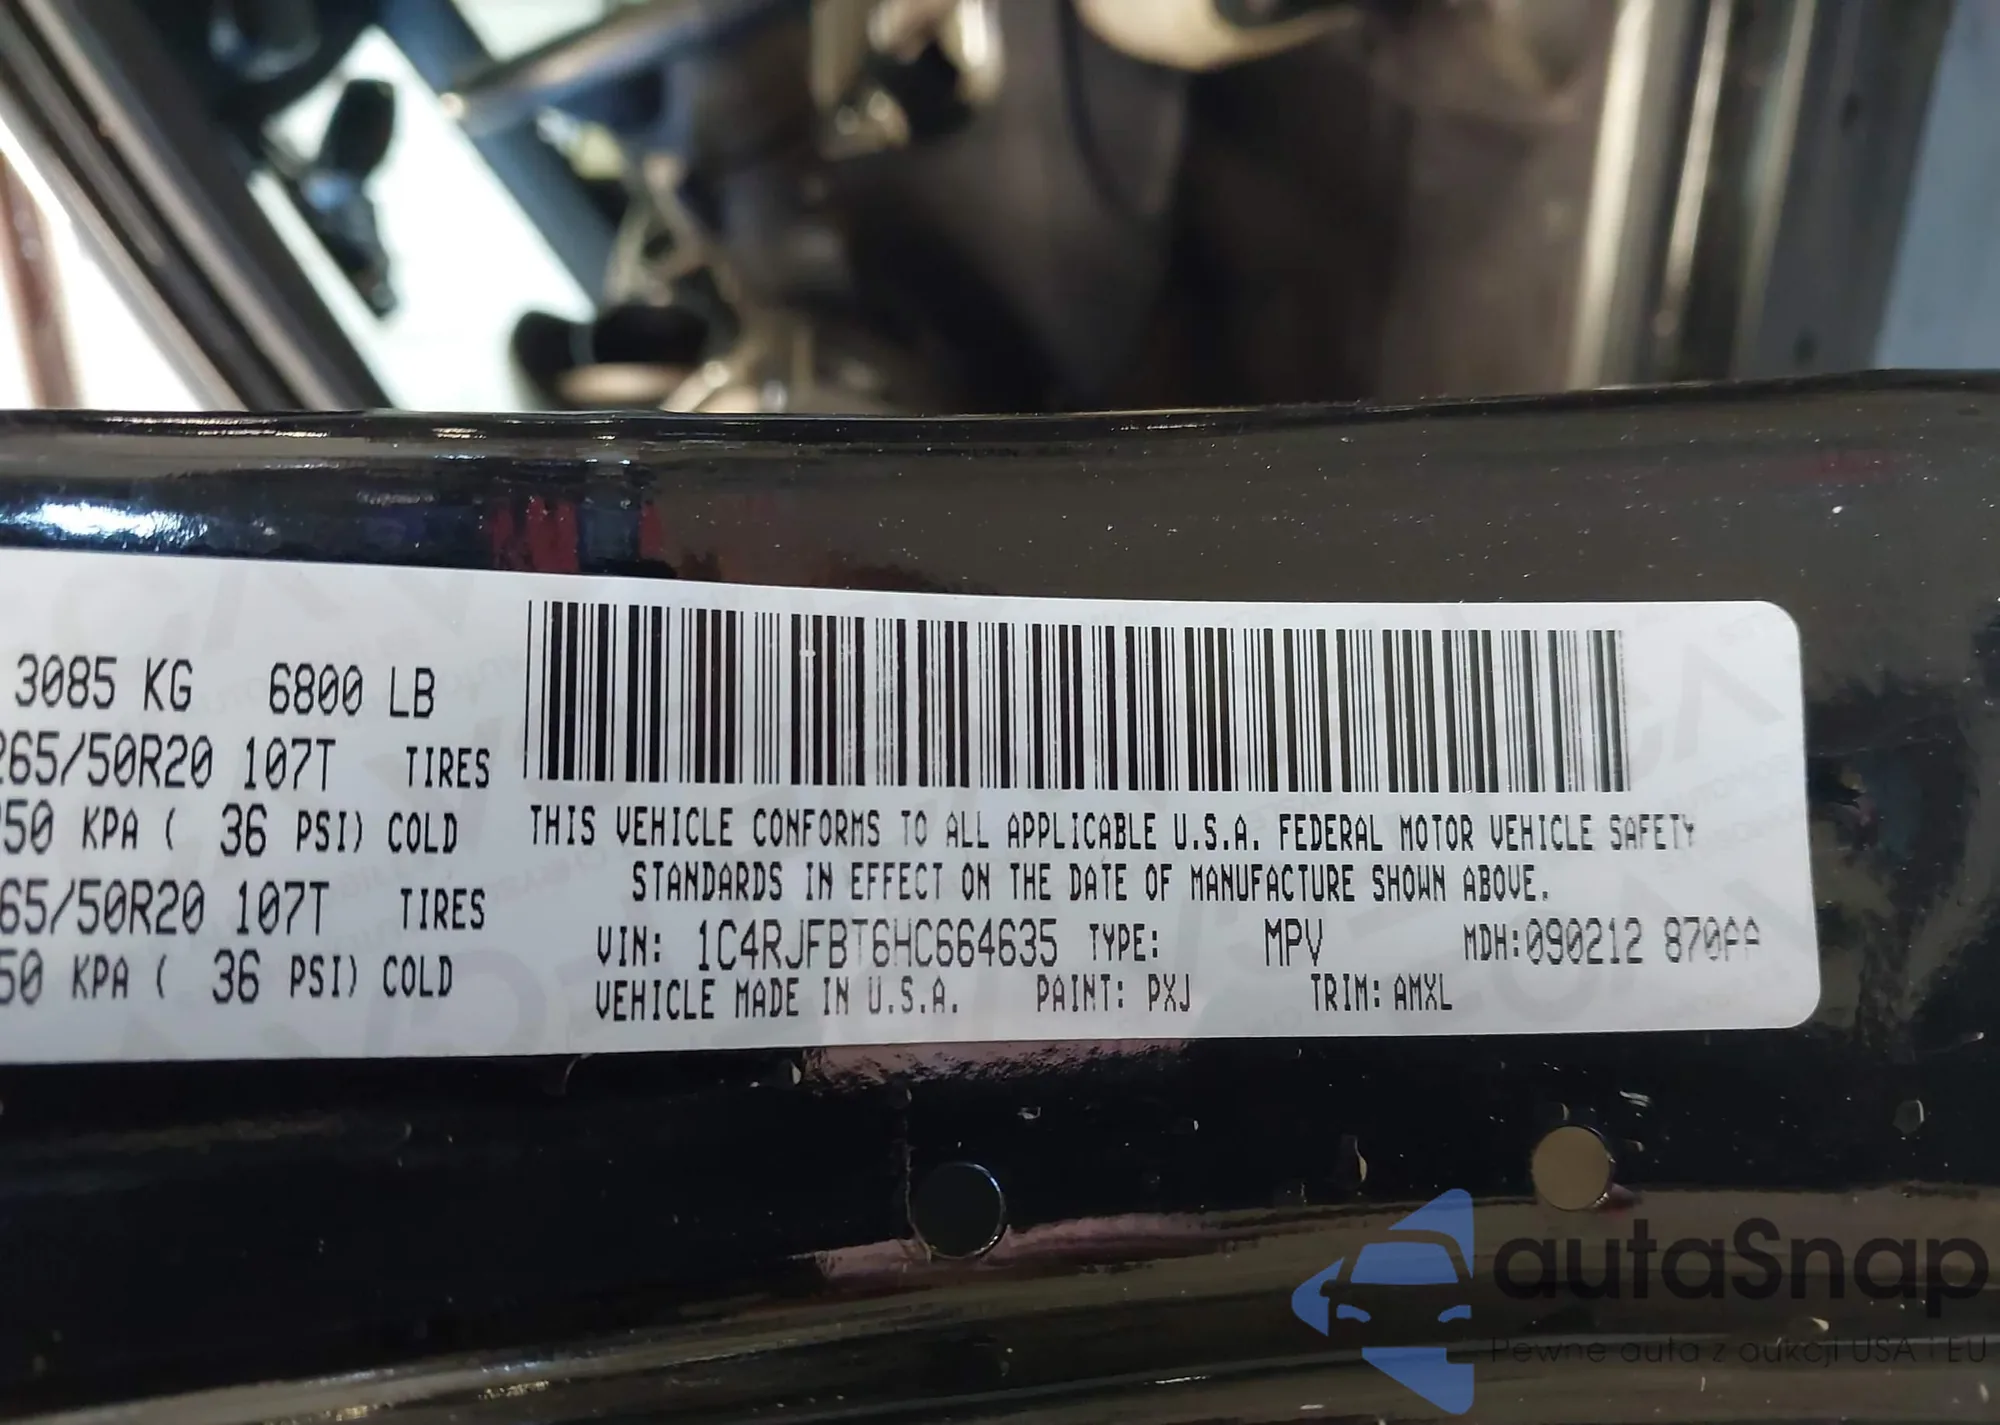 3085 KG 6800 LB
265/50R20 107T TIRES
250 KPA ( 36 PSI) COLD
265/50R20 107T TIRES
250 KPA ( 36 PSI) COLD
THIS VEHICLE CONFORMS TO ALL APPLICABLE U.S.A. FEDERAL MOTOR VEHICLE SAFETY
STANDARDS IN EFFECT ON THE DATE OF MANUFACTURE SHOWN ABOVE.
VIN: 1C4RJFBT6HC664635 TYPE: MPV MDH:090212 870AA
VEHICLE MADE IN U.S.A. PAINT: PXJ TRIM: AMXL
autaSnap
Pewne auta z aukcji USA i EU